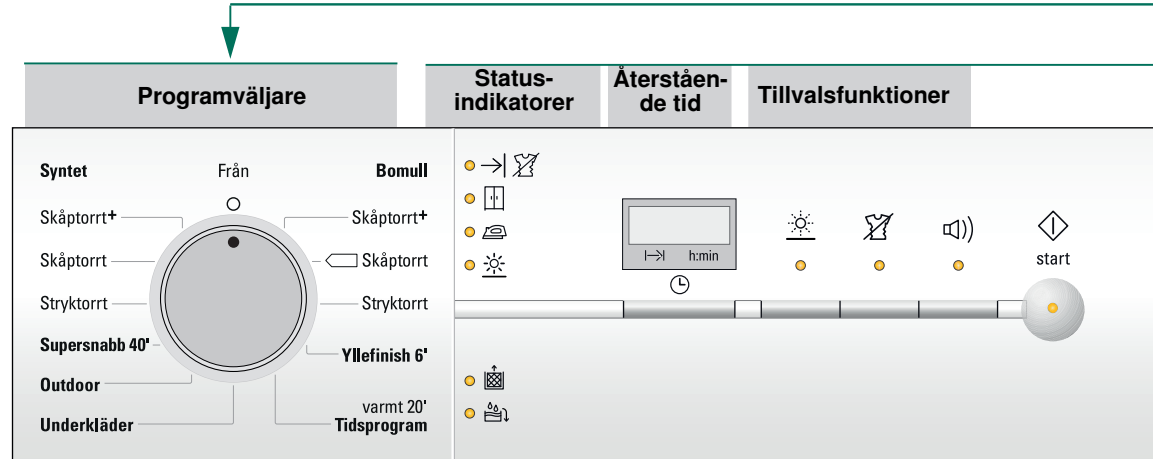 Programväljare
Status-
indikatorer
Återståen-
de tid
Tillvalsfunktioner
Syntet
Från
Bomull
Skåptorrt+
Skåptorrt+
Skåptorrt
Skåptorrt
Stryktorrt
Stryktorrt
Supersnabb 40'
Yllefinish 6'
Outdoor
varmt 20'
Underkläder
Tidsprogram
h:min
start